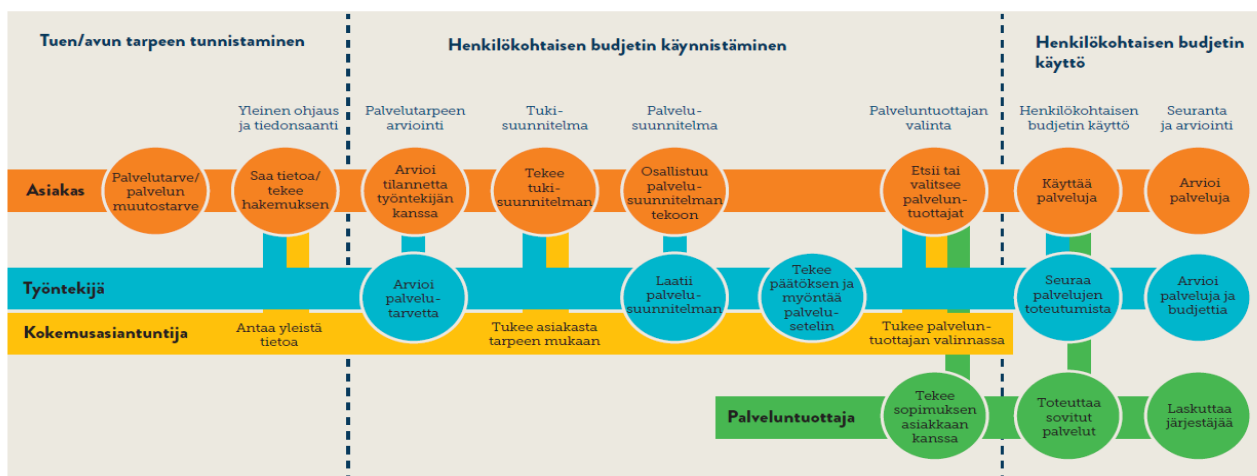 Tuen/avun tarpeen tunnistaminen
Henkilökohtaisen budjetin käynnistäminen
Henkilökohtaisen budjetin
käyttö
Yleinen ohjaus
ja tiedonsaanti
Palvelutarpeen
arviointi
Tuki-
suunnitelma
Palvelu-
suunnitelma
Palveluntuottajan
valinta
Henkilökohtaisen
budjetin käyttö
Seuranta
ja arviointi
Asiakas
Palvelutarve/
palvelun
muutostarve
Saa tietoa/
tekee
hakemuksen
Arvioi
tilannetta
työntekijän
kanssa
Tekee
tuki-
suunnitelman
Osallistuu
palvelu-
suunnitelman
tekoon
Etsii tai
valitsee
palvelun-
tuottajat
Käyttää
palveluja
Arvioi
palveluja
Työntekijä
Arvioi
palvelu-
tarvetta
Laatii
palvelu-
suunnitelman
Tekee
päätöksen ja
myöntää
palvelu-
setelin
Seuraa
palvelujen
toteutumista
Arvioi
palveluja ja
budjettia
Kokemusasiantuntija
Antaa yleistä
tietoa
Tukee asiakasta
tarpeen mukaan
Tukee palvelun-
tuottajan valinnassa
Palveluntuottaja
Tekee
sopimuksen
asiakkaan
kanssa
Toteuttaa
sovitut
palvelut
Laskuttaa
järjestäjää